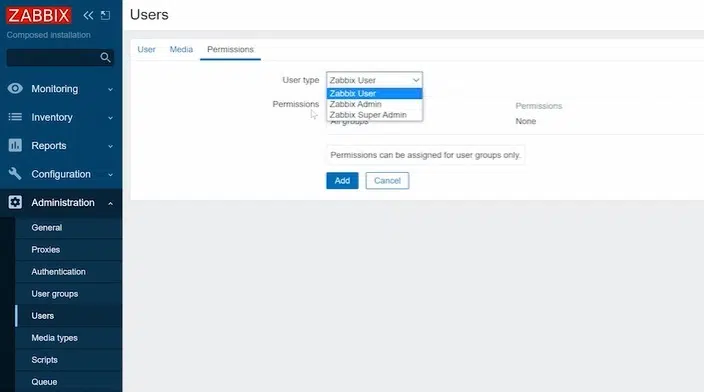 ZABBIX
Composed installation
Monitoring
Inventory
Reports
Configuration
Administration
General
Proxies
Authentication
User groups
Users
Media types
Scripts
Queue
Users
User Media Permissions
User type Zabbix User
Zabbix User
Zabbix Admin
Zabbix Super Admin
Permissions Permissions
All groups None
Permissions can be assigned for user groups only.
Add Cancel